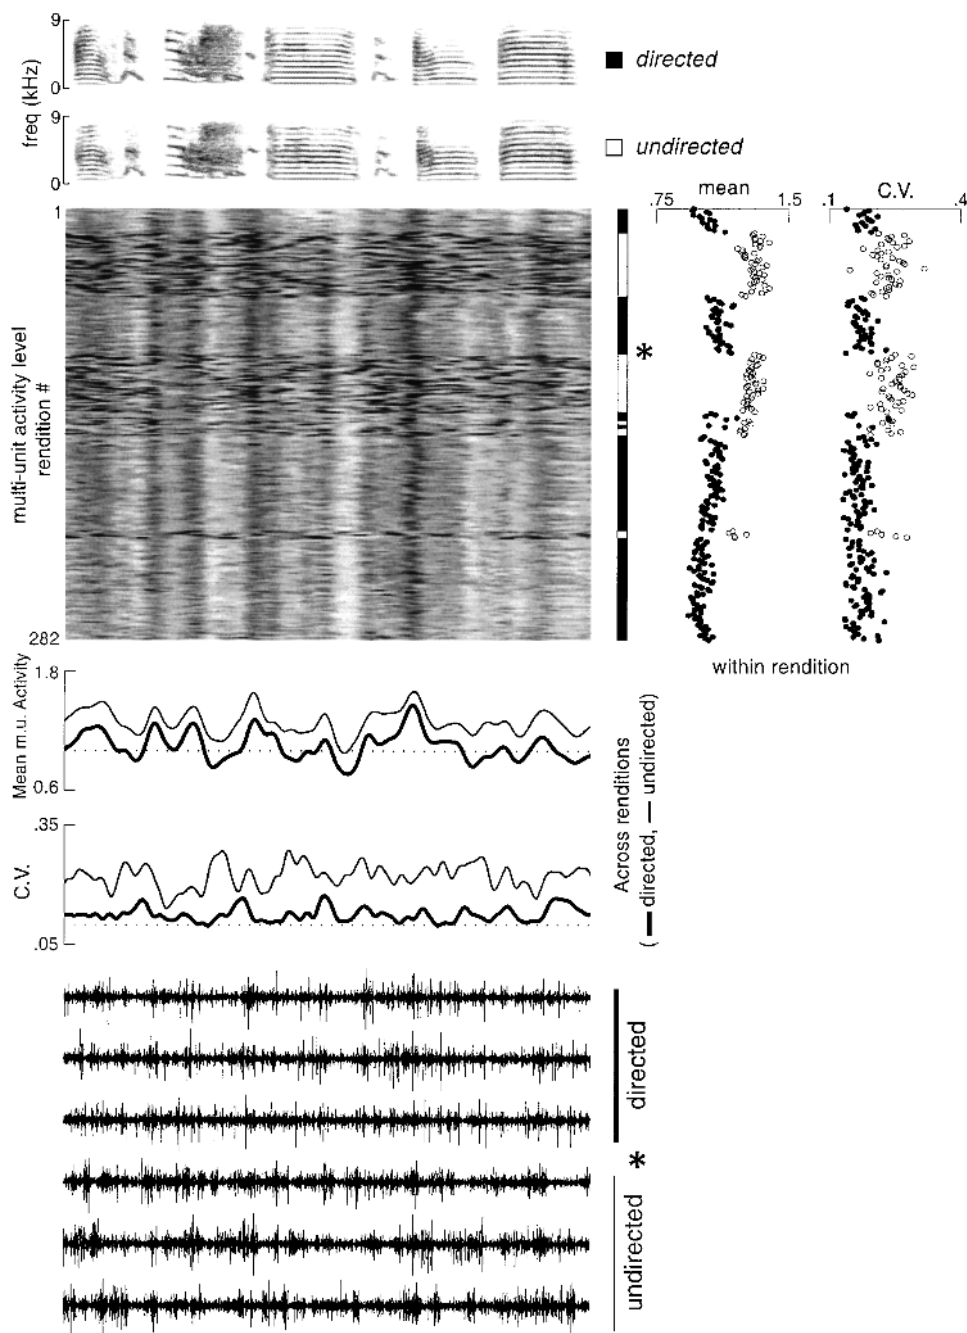 9
freq (kHz)
0
9
0
directed
undirected
mean
C.V.
.75
1.5
.1
.4
1
multi-unit activity level
rendition #
282
*
within rendition
1.8
Mean m.u. Activity
0.6
.35
C.V.
.05
Across renditions
( — directed, — undirected)
directed
*
undirected